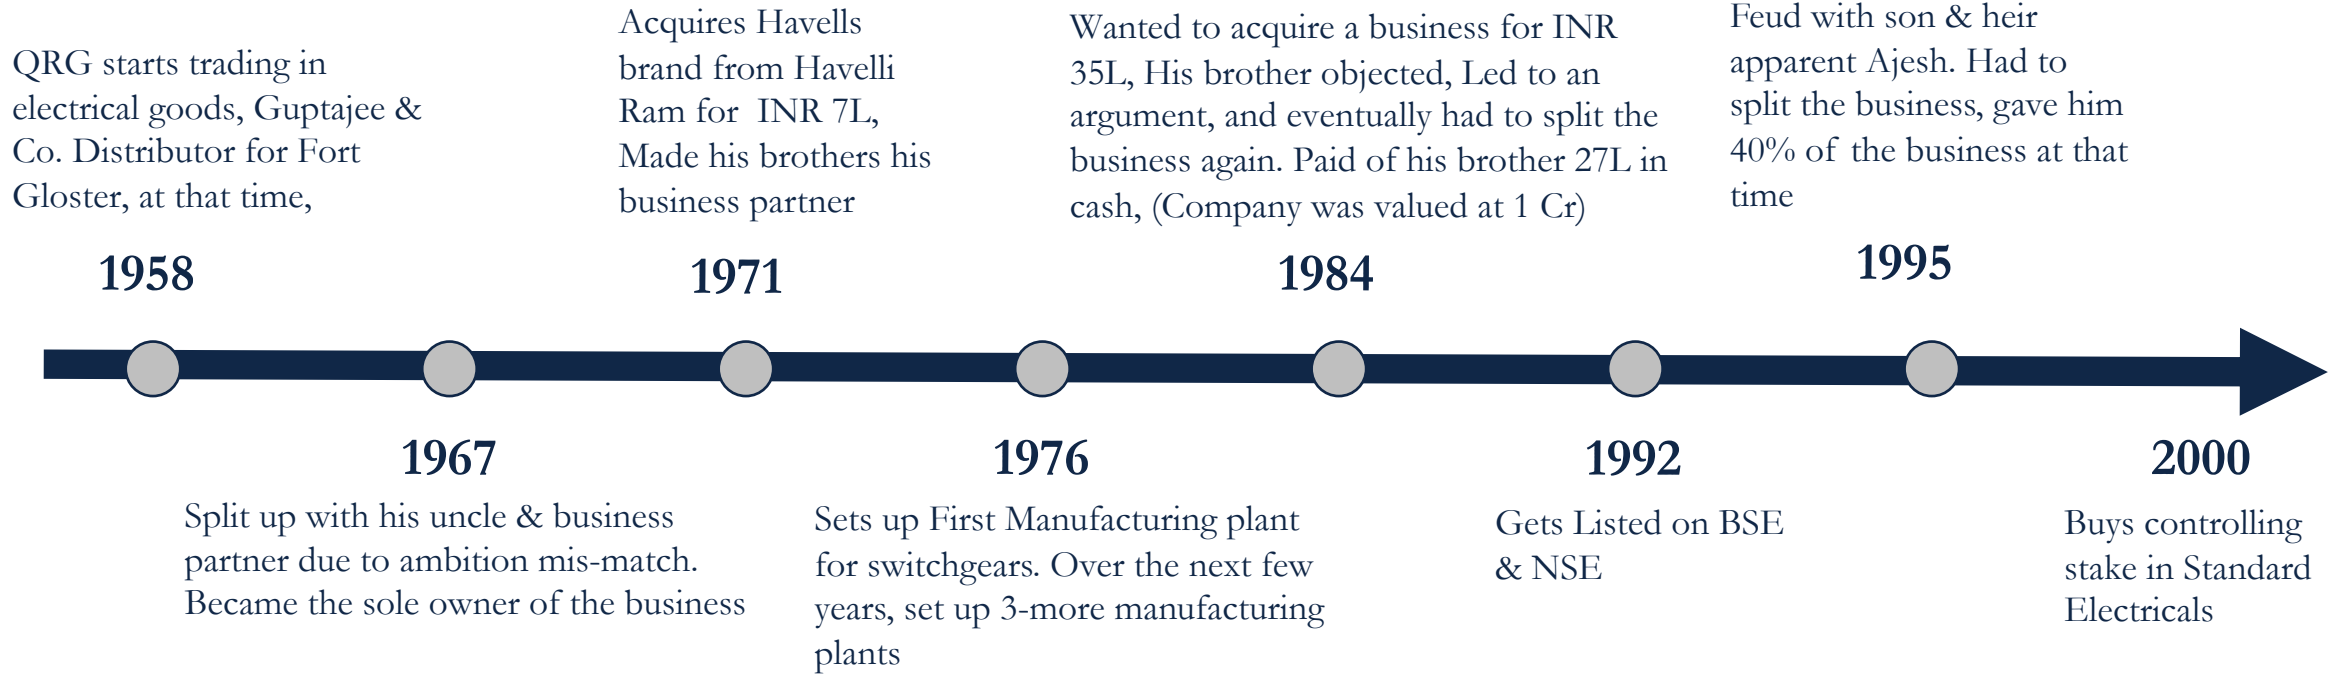 QRG starts trading in
electrical goods, Guptajee &
Co. Distributor for Fort
Gloster, at that time,
1958
Split up with his uncle & business
partner due to ambition mis-match.
Became the sole owner of the business
1967
Acquires Havells
brand from Havelli
Ram for  INR 7L,
Made his brothers his
business partner
1971
1976
Sets up First Manufacturing plant
for switchgears. Over the next few
years, set up 3-more manufacturing
plants
Wanted to acquire a business for INR
35L, His brother objected, Led to an
argument, and eventually had to split the
business again. Paid of his brother 27L in
cash, (Company was valued at 1 Cr)
1984
1992
Gets Listed on BSE
& NSE
Feud with son & heir
apparent Ajesh. Had to
split the business, gave him
40% of the business at that
time
1995
2000
Buys controlling
stake in Standard
Electricals